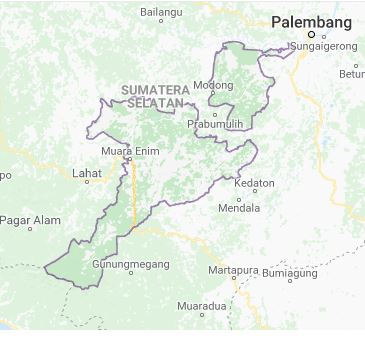 Bailangu
Palembang
Sungaigerong
Betun
SUMATERA
SELATAN
Modong
Prabumulih
Muara Enim
Lahat
po
Kedaton
Mendala
Pagar Alam
Gunungmegang
Martapura
Bumiagung
Muaradua